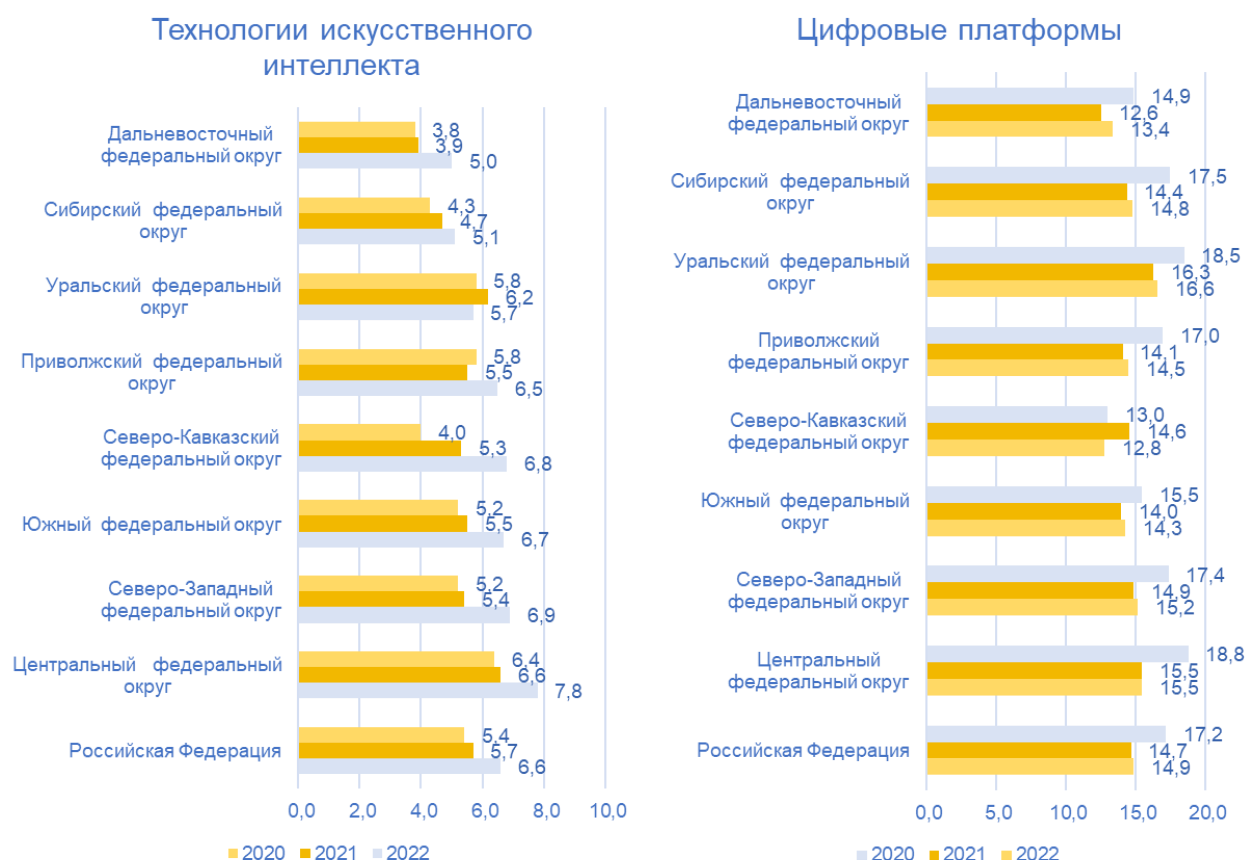 Технологии искусственного
интеллекта
Дальневосточный
федеральный округ
3,8
3,9
5,0
Сибирский федеральный
округ
4,3
4,7
5,1
Уральский федеральный
округ
5,8
6,2
5,7
Приволжский федеральный
округ
5,8
5,5
6,5
Северо-Кавказский
федеральный округ
4,0
5,3
6,8
Южный федеральный округ
5,2
5,5
6,7
Северо-Западный
федеральный округ
5,2
5,4
6,9
Центральный федеральный
округ
6,4
6,6
7,8
Российская Федерация
5,4
5,7
6,6
0,0 2,0 4,0 6,0 8,0 10,0
2020 2021 2022
Цифровые платформы
Дальневосточный
федеральный округ
14,9
12,6
13,4
Сибирский федеральный
округ
17,5
14,4
14,8
Уральский федеральный
округ
18,5
16,3
16,6
Приволжский
федеральный округ
17,0
14,1
14,5
Северо-Кавказский
федеральный округ
13,0
14,6
12,8
Южный федеральный
округ
15,5
14,0
14,3
Северо-Западный
федеральный округ
17,4
14,9
15,2
Центральный
федеральный округ
18,8
15,5
15,5
Российская Федерация
17,2
14,7
14,9
0,0 5,0 10,0 15,0 20,0
2020 2021 2022